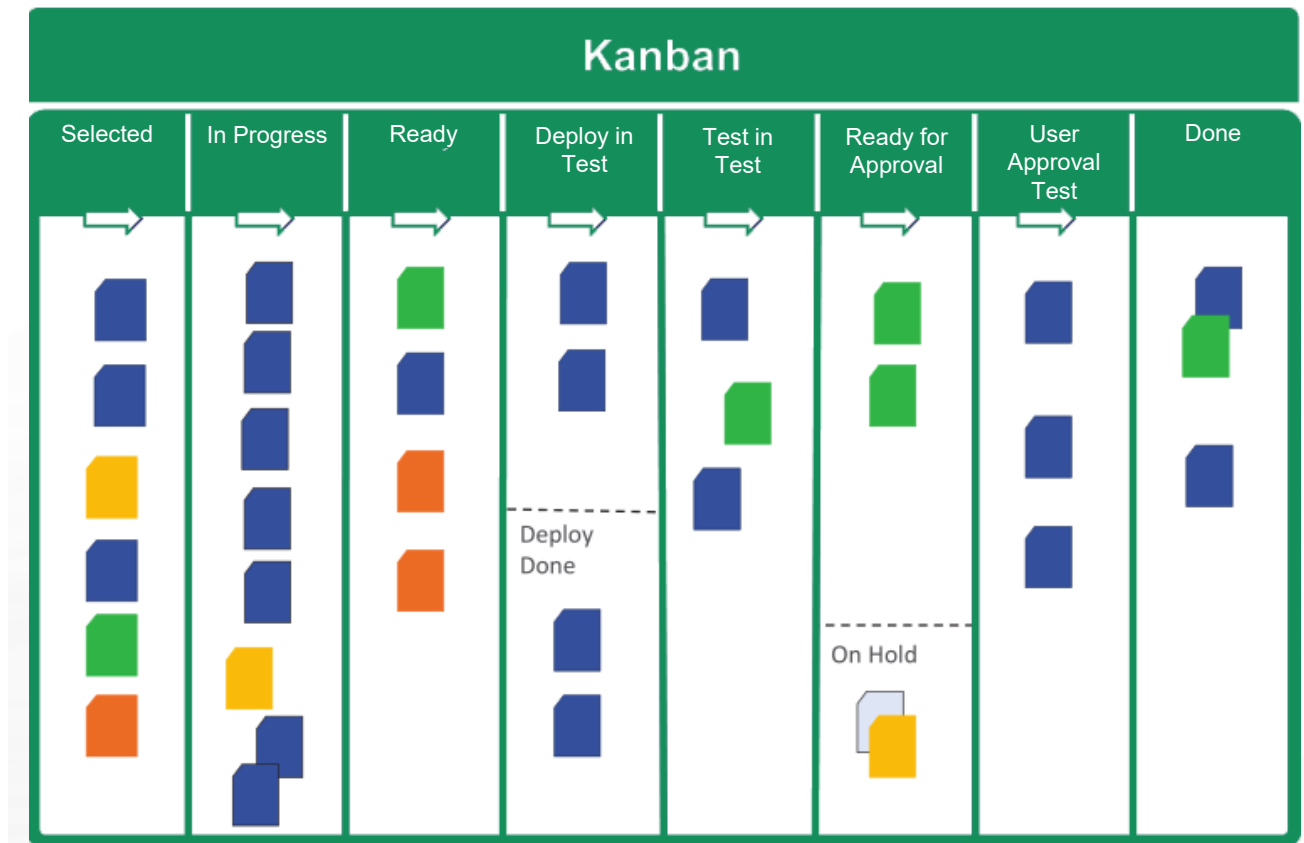 Kanban
Selected
In Progress
Ready
Deploy in
Test
Test in
Test
Ready for
Approval
User
Approval
Test
Done
Deploy
Done
On Hold